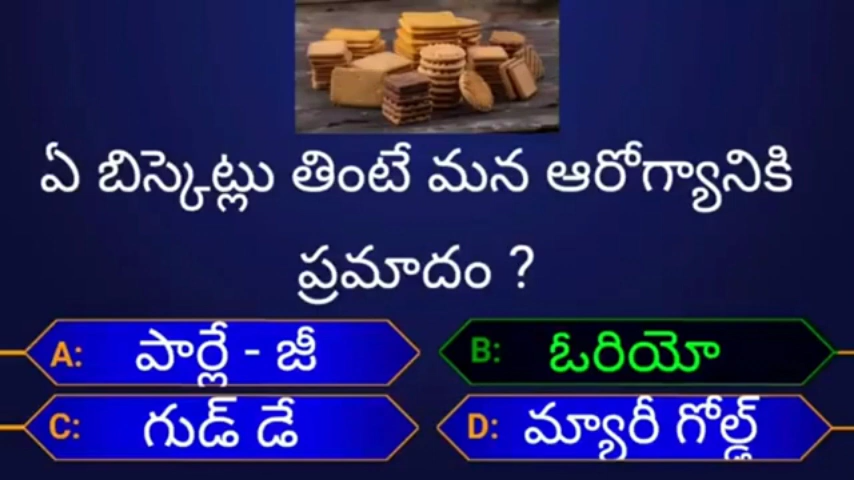 ఏ బిస్కెట్లు తింటే మన ఆరోగ్యానికి
ప్రమాదం ?
A: పార్లే - జీ
B: ఓరియో
C: గుడ్ డే
D: మ్యారీ గోల్డ్